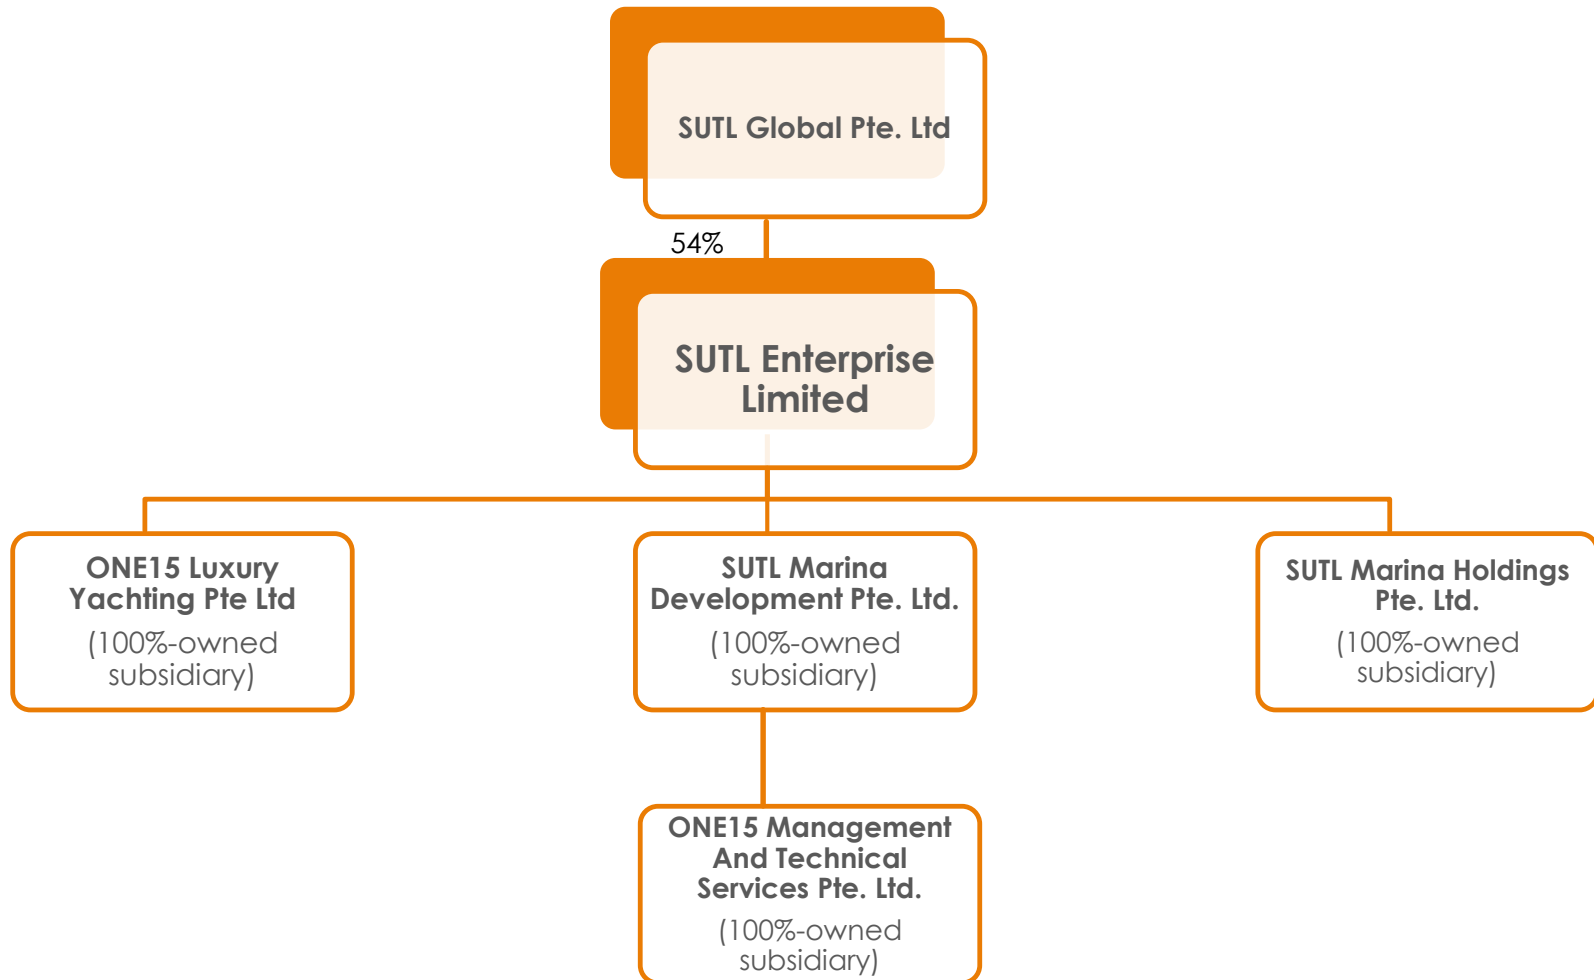 SUTL Global Pte. Ltd
54%
SUTL Enterprise
Limited
ONE15 Luxury
Yachting Pte Ltd
(100%-owned
subsidiary)
SUTL Marina
Development Pte. Ltd.
(100%-owned
subsidiary)
SUTL Marina Holdings
Pte. Ltd.
(100%-owned
subsidiary)
ONE15 Management
And Technical
Services Pte. Ltd.
(100%-owned
subsidiary)